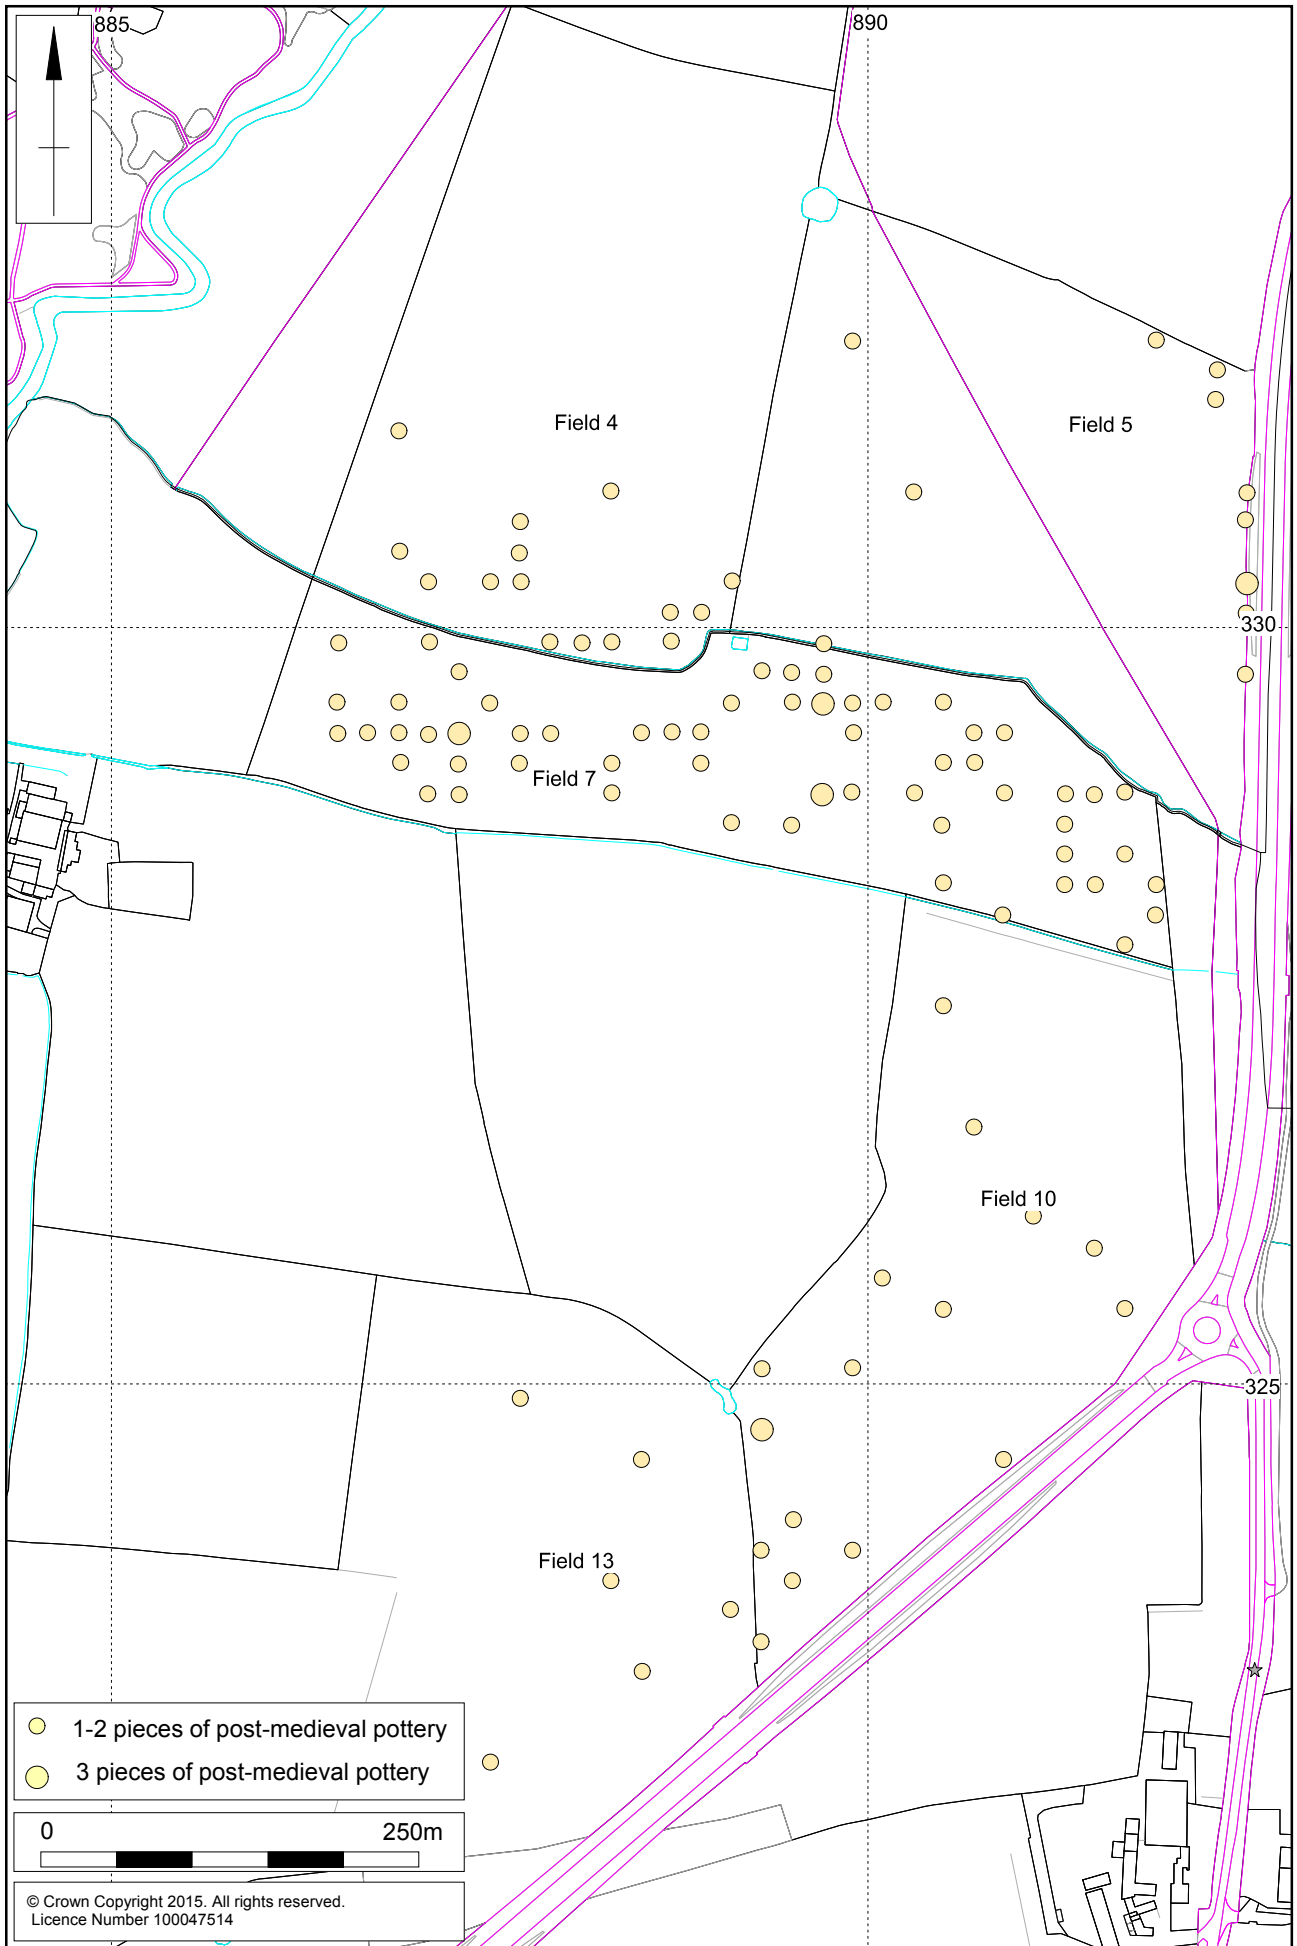 885
890
Field 4
Field 5
330
Field 7
Field 10
325
Field 13
1-2 pieces of post-medieval pottery
3 pieces of post-medieval pottery
0 250m
© Crown Copyright 2015. All rights reserved.
Licence Number 100047514